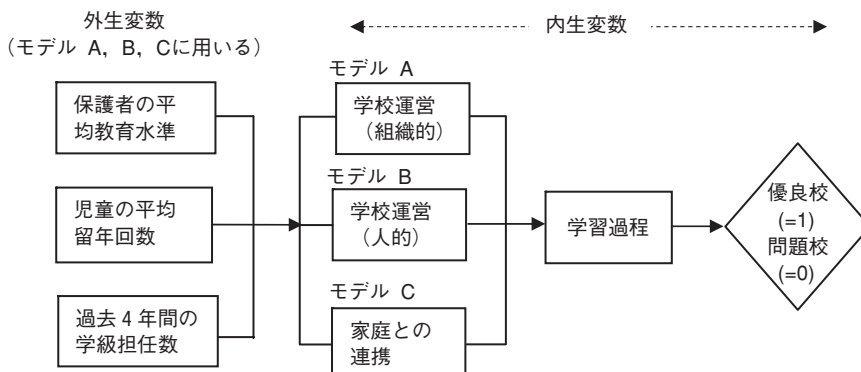 外生変数
（モデル A，B，Cに用いる）
内生変数
保護者の平
均教育水準
児童の平均
留年回数
過去 4 年間の
学級担任数
モデル A
学校運営
（組織的）
モデル B
学校運営
（人的）
モデル C
家庭との
連携
学習過程
優良校
(=1)
問題校
(=0)